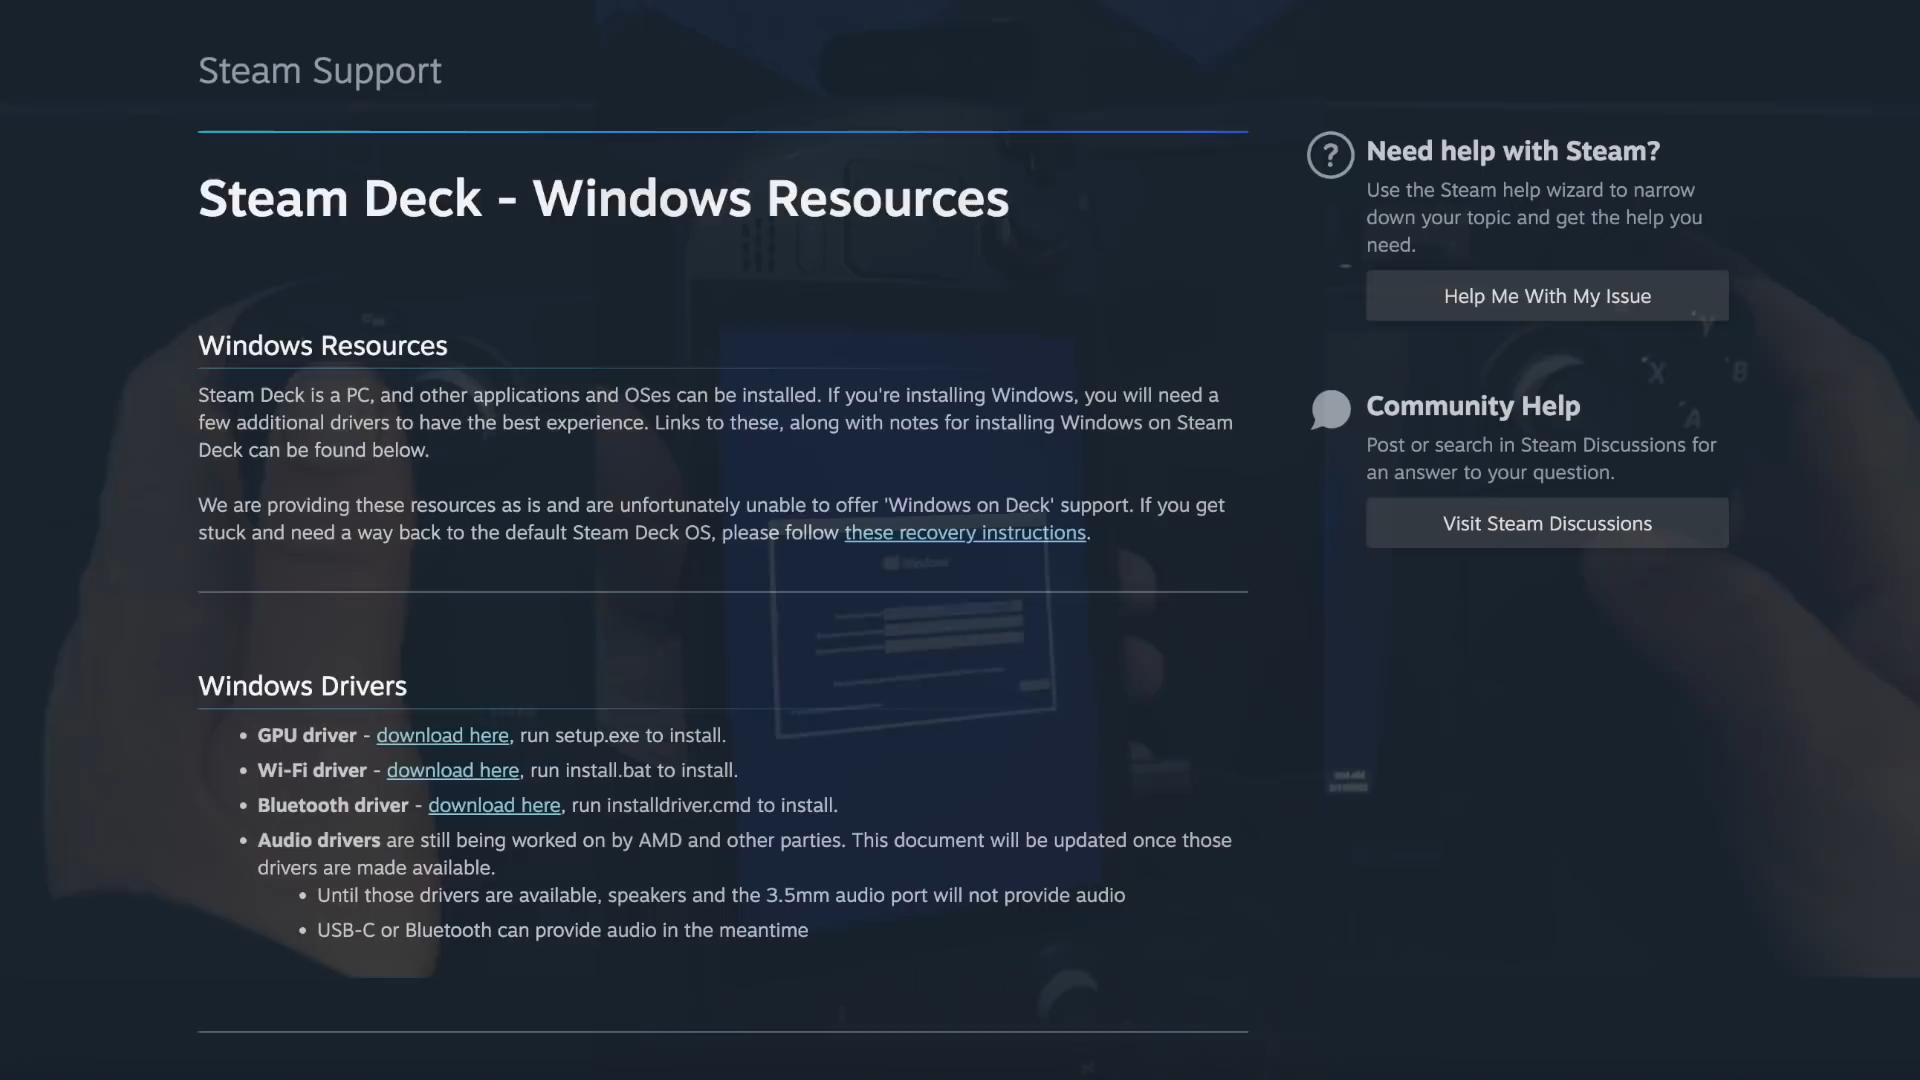 Steam Support
Steam Deck - Windows Resources
Windows Resources
Steam Deck is a PC, and other applications and OSes can be installed. If you're installing Windows, you will need a
few additional drivers to have the best experience. Links to these, along with notes for installing Windows on Steam
Deck can be found below.
We are providing these resources as is and are unfortunately unable to offer 'Windows on Deck' support. If you get
stuck and need a way back to the default Steam Deck OS, please follow these recovery instructions.
Windows Drivers
• GPU driver - download here, run setup.exe to install.
• Wi-Fi driver - download here, run install.bat to install.
• Bluetooth driver - download here, run installdriver.cmd to install.
• Audio drivers are still being worked on by AMD and other parties. This document will be updated once those
drivers are made available.
• Until those drivers are available, speakers and the 3.5mm audio port will not provide audio
• USB-C or Bluetooth can provide audio in the meantime
? Need help with Steam?
Use the Steam help wizard to narrow
down your topic and get the help you
need.
Help Me With My Issue
Community Help
Post or search in Steam Discussions for
an answer to your question.
Visit Steam Discussions
Y
X B
A
Windows